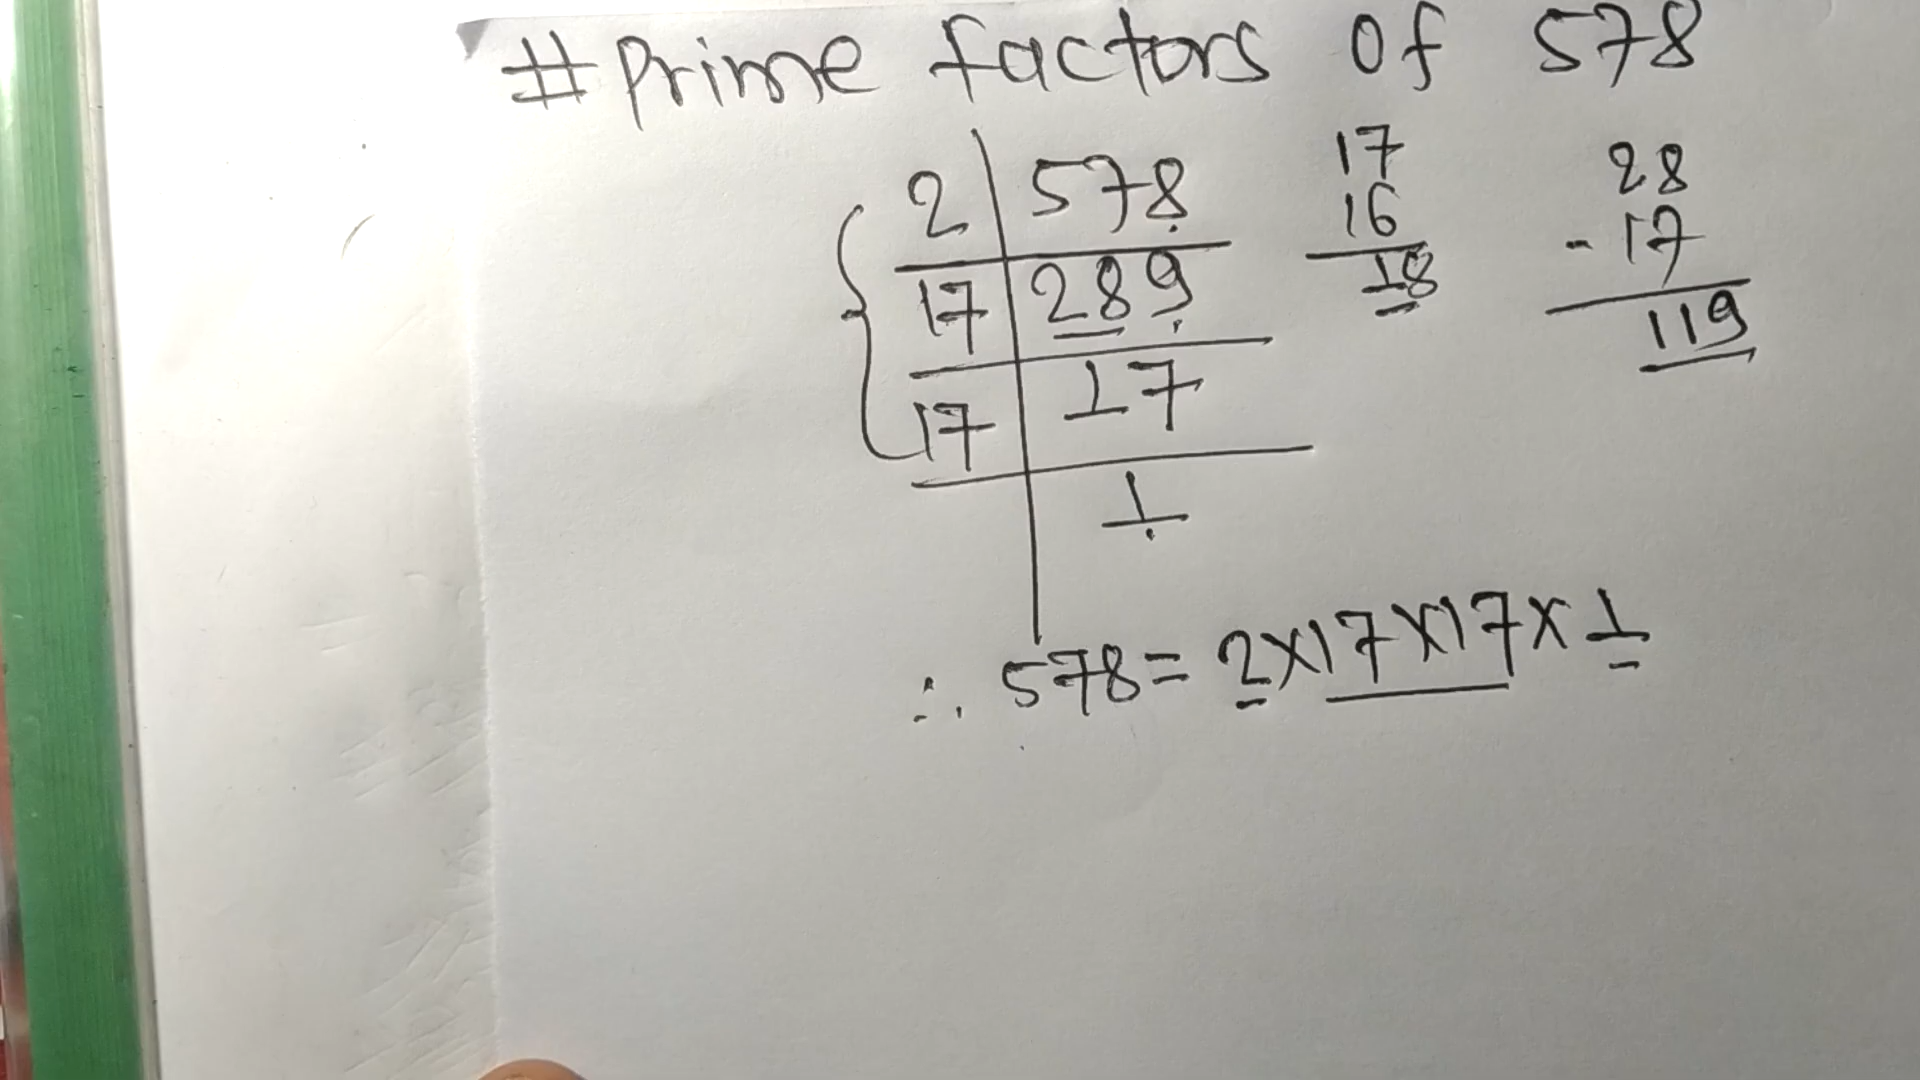 # Prime factors of 578
2 | 578
17 | 289
17 | 17
1
17
16
18
28
- 17
119
∴ 578 = 2×17×17×1